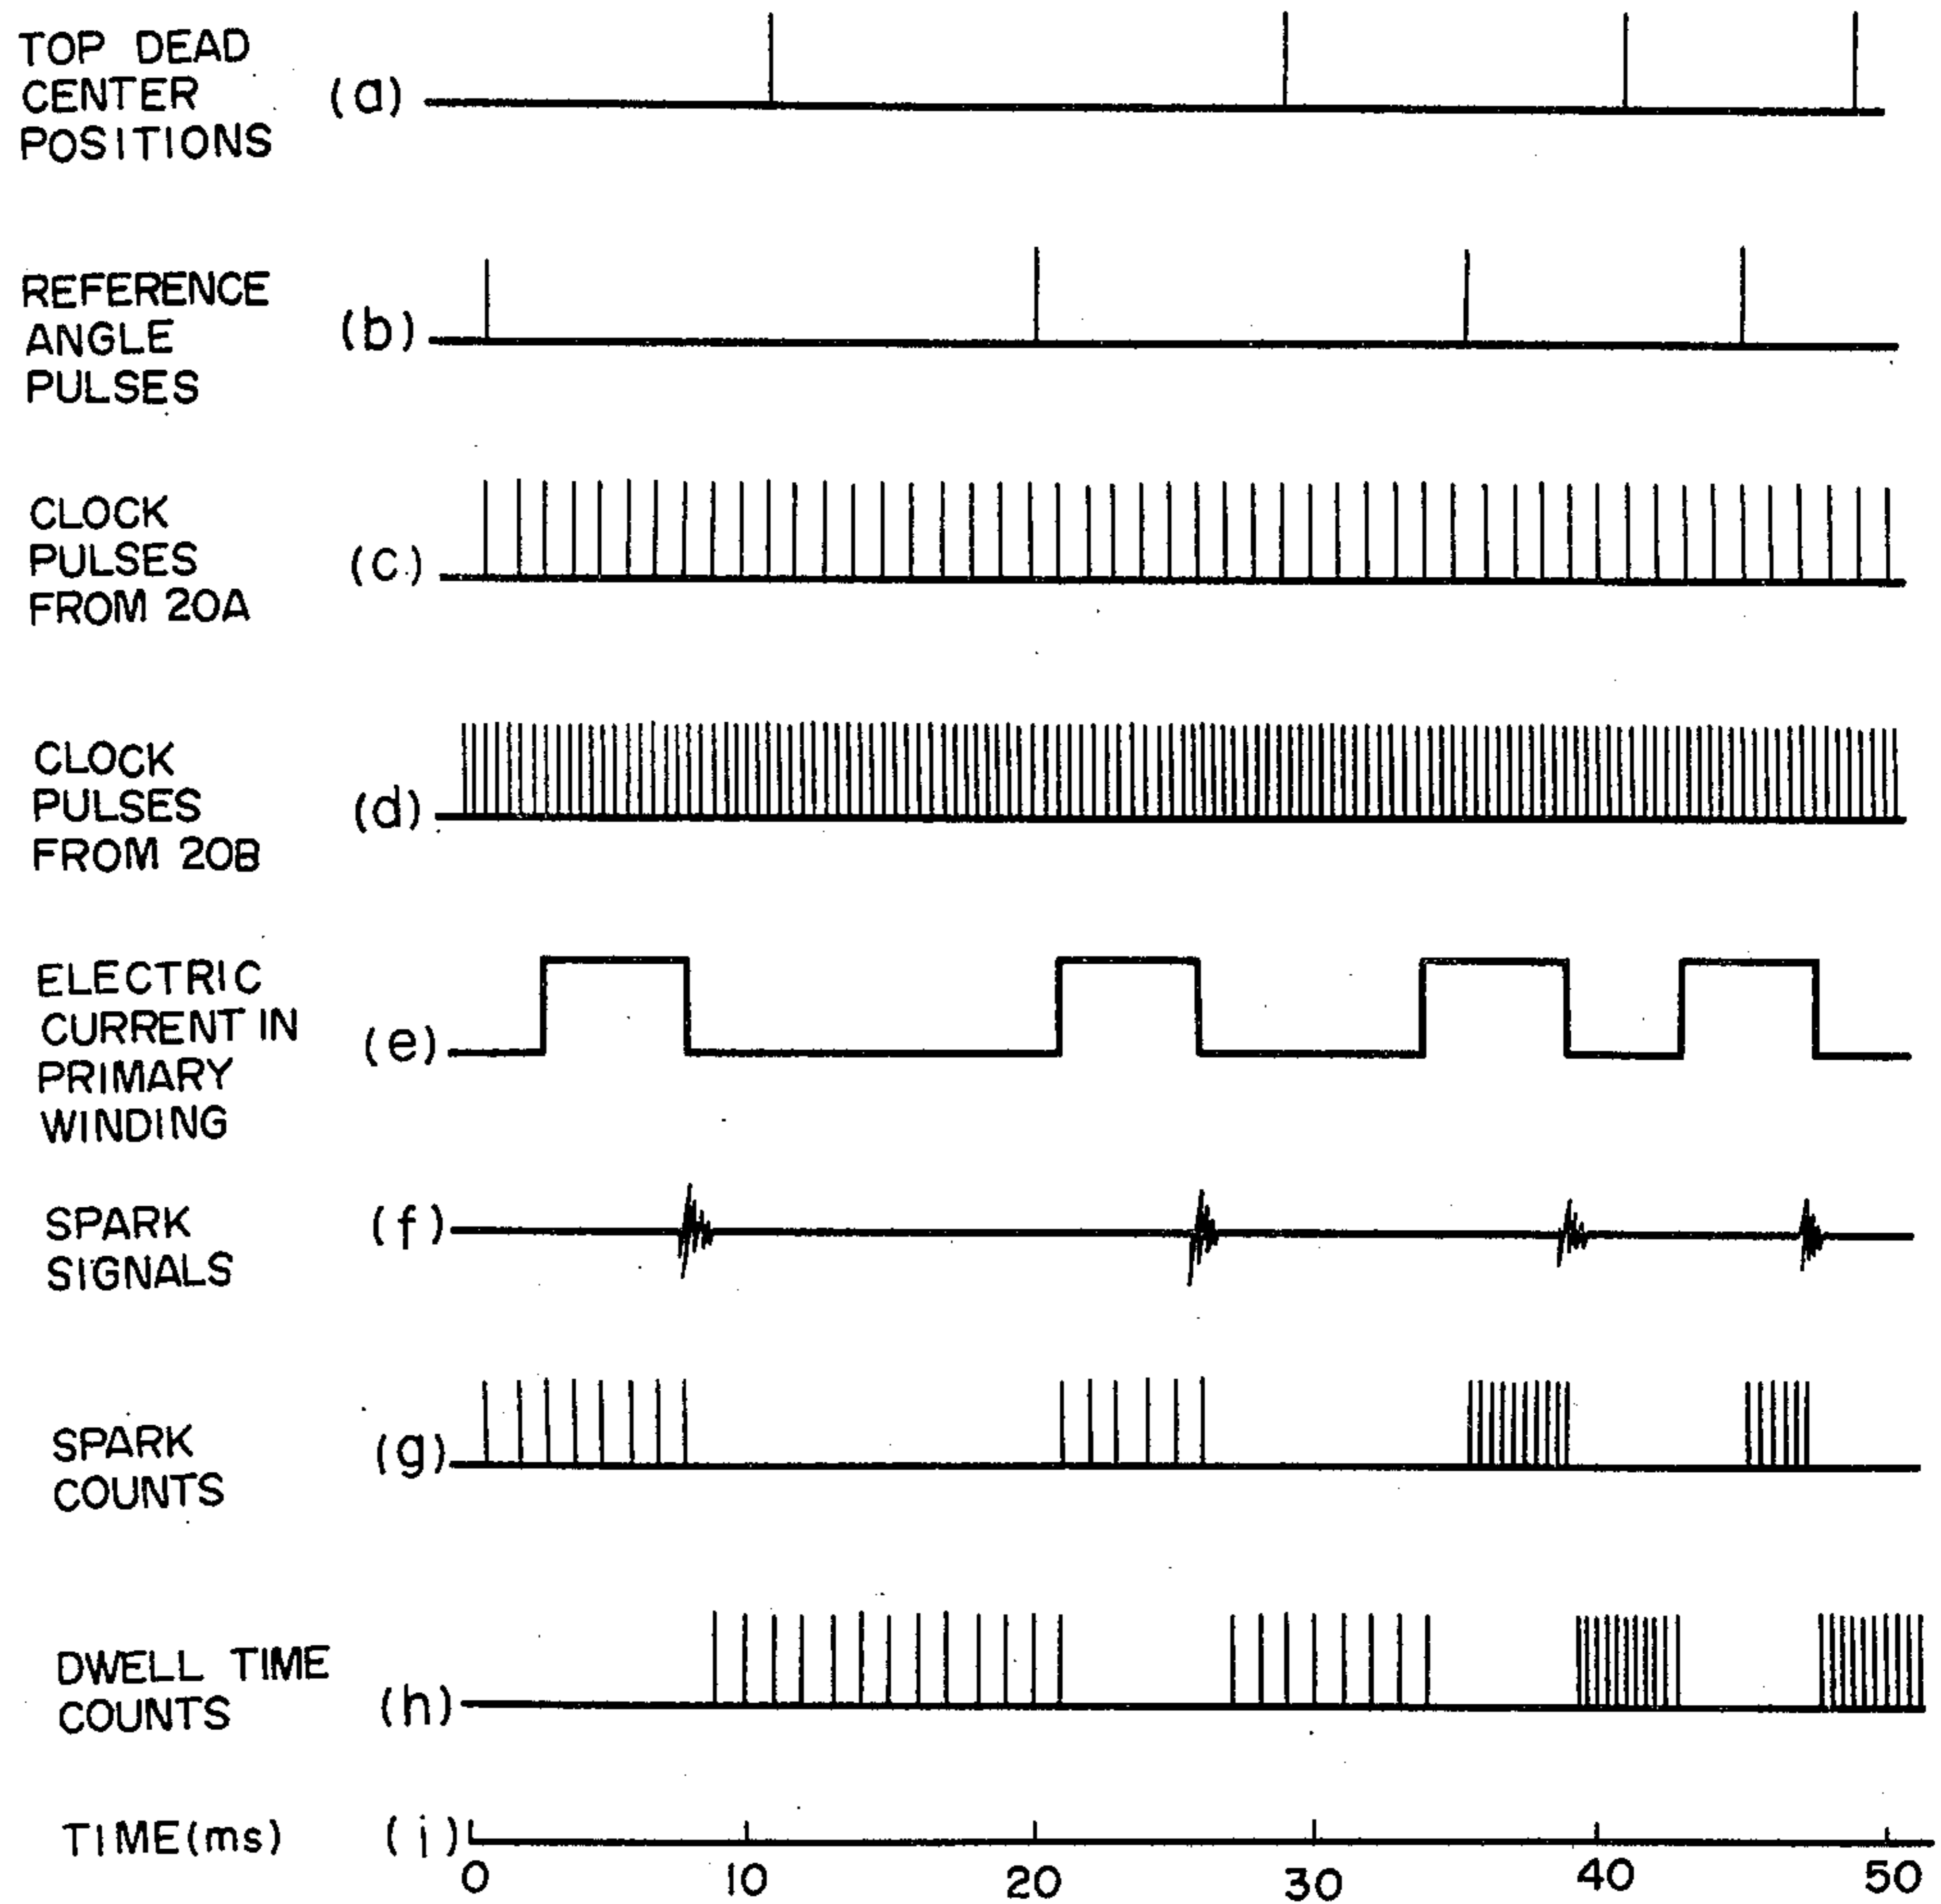 TOP DEAD
CENTER
POSITIONS
(a)
REFERENCE
ANGLE
PULSES
(b)
CLOCK
PULSES
FROM 20A
(c)
CLOCK
PULSES
FROM 20B
(d)
ELECTRIC
CURRENT IN
PRIMARY
WINDING
(e)
SPARK
SIGNALS
(f)
SPARK
COUNTS
(g)
DWELL TIME
COUNTS
(h)
TIME(ms)
(i)
0 10 20 30 40 50